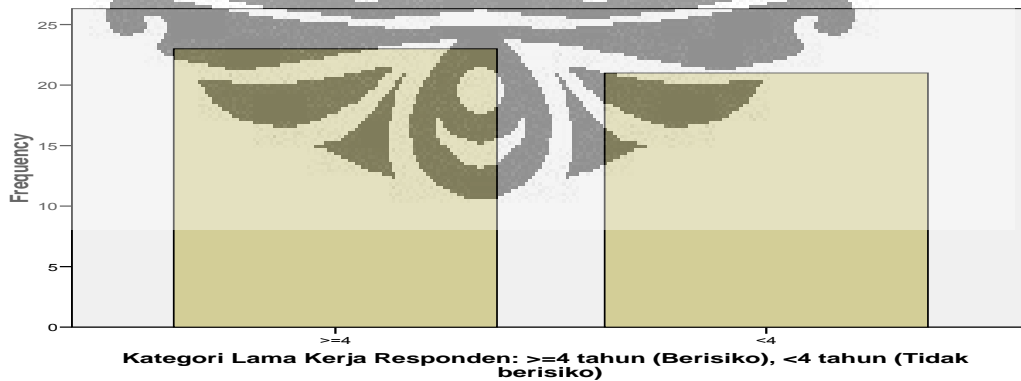 25
20
15
10
5
0
Frequency
>=4
<4
Kategori Lama Kerja Responden: >=4 tahun (Berisiko), <4 tahun (Tidak
berisiko)